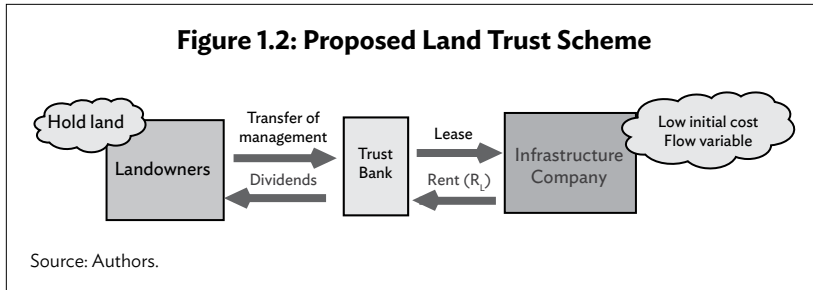 Figure 1.2: Proposed Land Trust Scheme
Hold land
Landowners
Transfer of
management
Dividends
Trust
Bank
Lease
Rent (R_L)
Infrastructure
Company
Low initial cost
Flow variable
Source: Authors.